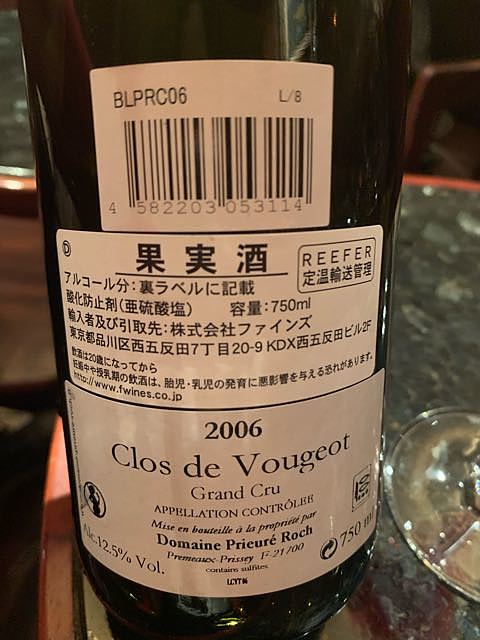 BLPRC06 L/8
4 582203 053114
果実酒
REEFER
定温輸送管理
アルコール分:裏ラベルに記載
酸化防止剤(亜硫酸塩) 容量:750ml
輸入者及び引取先:株式会社ファインズ
東京都品川区西五反田7丁目20-9 KDX西五反田ビル2F
飲酒は20歳になってから
妊娠中や授乳期の飲酒は、胎児・乳児の発育に悪影響を与える恐れがあります。
http://www.fwines.co.jp
2006
Clos de Vougeot
Grand Cru
APPELLATION CONTRÔLÉE
Mise en bouteille à la propriété par
Domaine Prieuré Roch
Alc.12.5% Vol.
Premeaux-Prissey F-21700
750 ml
contains sulfites
LCVT 06